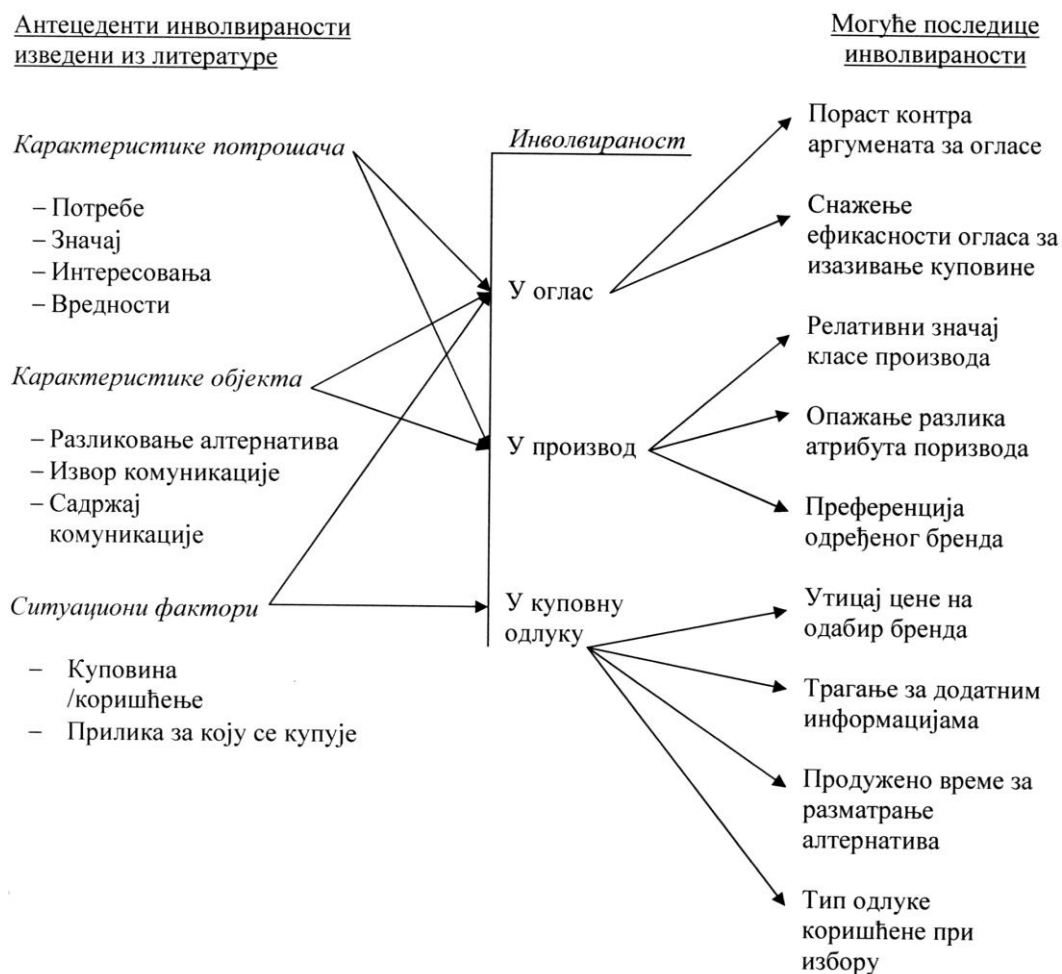 Антецеденти инволвираности
изведени из литературе
Карактеристике потрошача
– Потребе
– Значај
– Интересовања
– Вредности
Карактеристике објекта
– Разликовање алтернатива
– Извор комуникације
– Садржај
комуникације
Ситуациони фактори
– Куповина
/коришћење
– Прилика за коју се купује
Инволвираност
У оглас
У производ
У куповну
одлуку
Могуће последице
инволвираности
Пораст контра
аргумената за огласе
Снажење
ефикасности огласа за
изазивање куповине
Релативни значај
класе производа
Опажање разлика
атрибута поризвода
Преференција
одређеног бренда
Утицај цене на
одабир бренда
Трагање за додатним
информацијама
Продужено време за
разматрање
алтернатива
Тип одлуке
коришћене при
избору